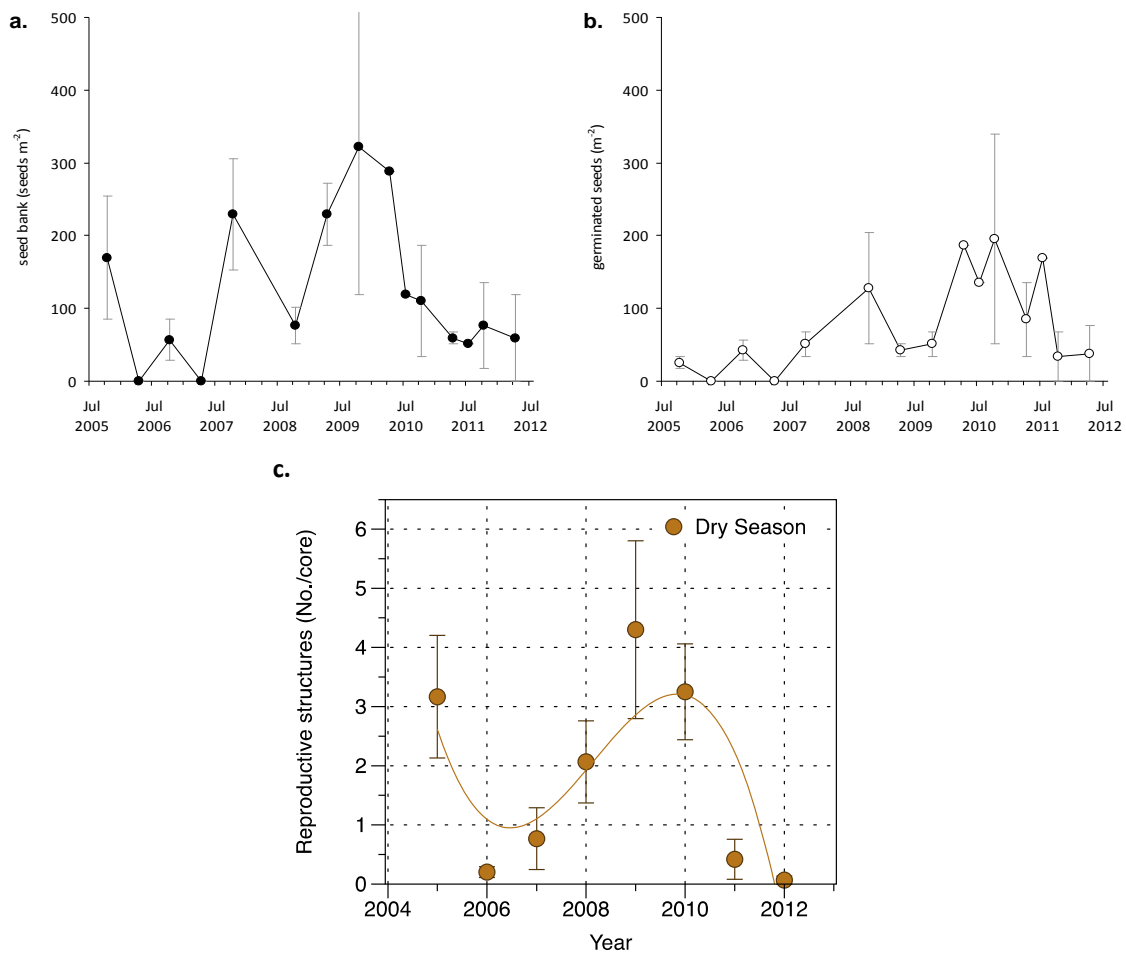 a.
seed bank (seeds m-2)
500
400
300
200
100
0
Jul Jul Jul Jul Jul Jul Jul Jul
2005 2006 2007 2008 2009 2010 2011 2012
b.
germinated seeds (m-2)
500
400
300
200
100
0
Jul Jul Jul Jul Jul Jul Jul Jul
2005 2006 2007 2008 2009 2010 2011 2012
c.
Reproductive structures (No./core)
Dry Season
6
5
4
3
2
1
0
2004 2006 2008 2010 2012
Year